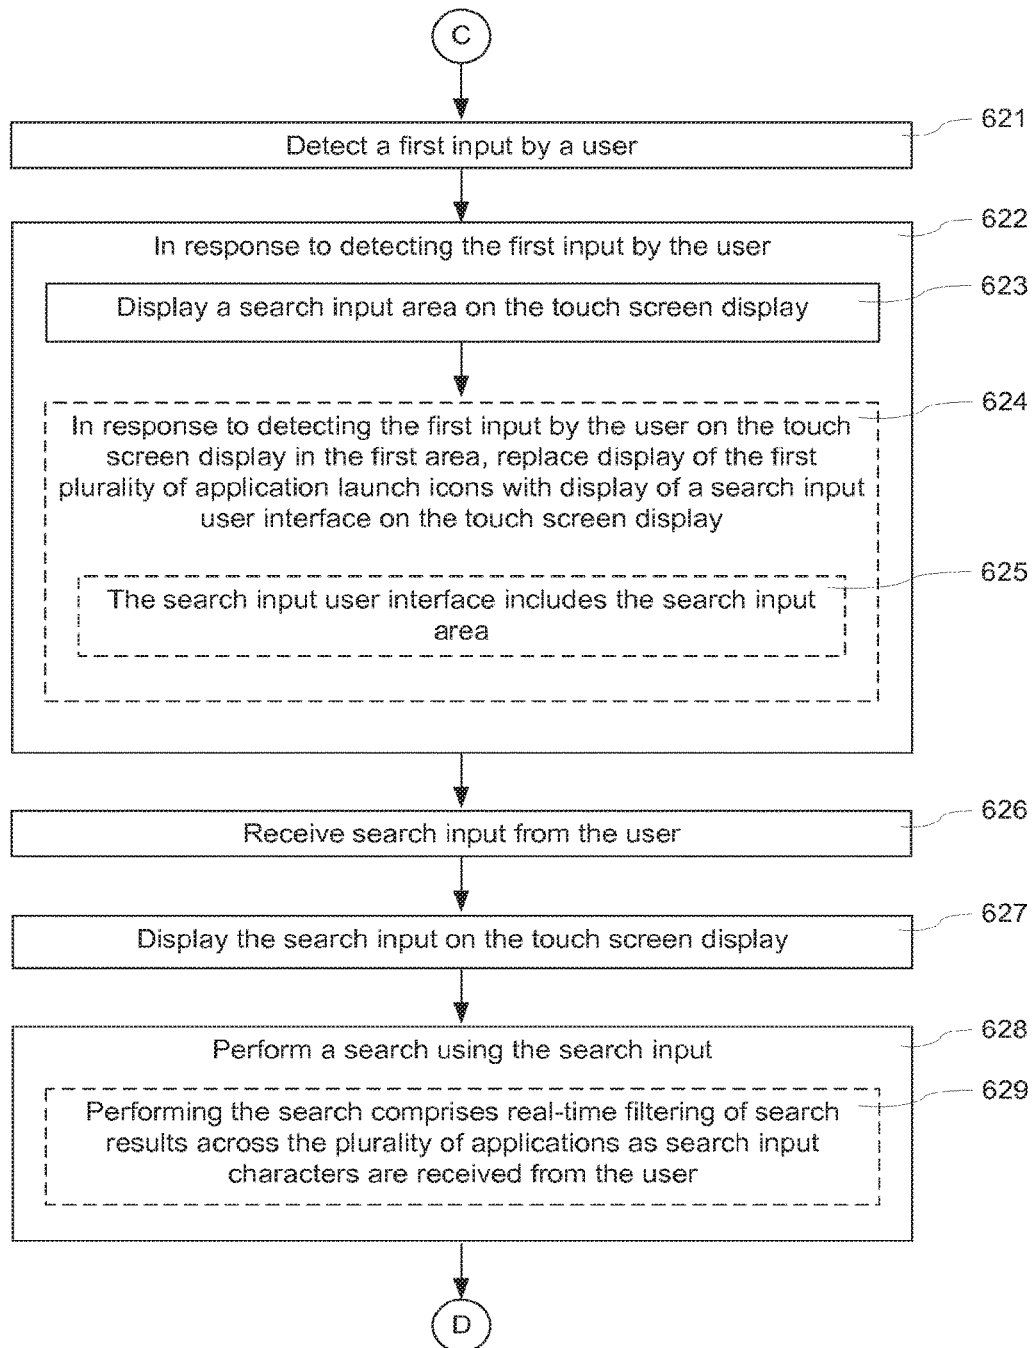 C
621
Detect a first input by a user
622
In response to detecting the first input by the user
623
Display a search input area on the touch screen display
624
In response to detecting the first input by the user on the touch
screen display in the first area, replace display of the first
plurality of application launch icons with display of a search input
user interface on the touch screen display
625
The search input user interface includes the search input
area
626
Receive search input from the user
627
Display the search input on the touch screen display
628
Perform a search using the search input
629
Performing the search comprises real-time filtering of search
results across the plurality of applications as search input
characters are received from the user
D